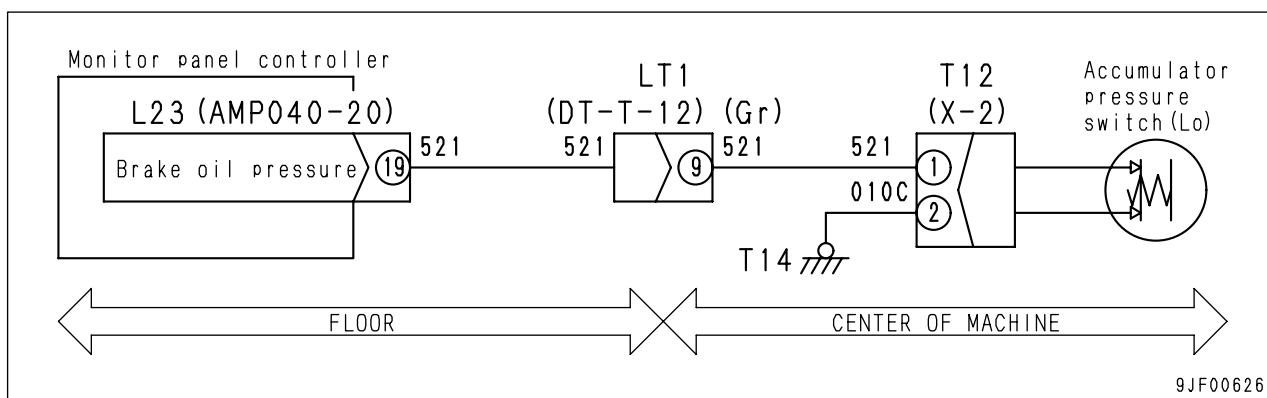 Monitor panel controller
L23 (AMP040-20)
Brake oil pressure
19
521
521
LT1
(DT-T-12) (Gr)
9
521
521
010C
T12
(X-2)
1
2
T14
Accumulator
pressure
switch(Lo)
FLOOR
CENTER OF MACHINE
9JF00626